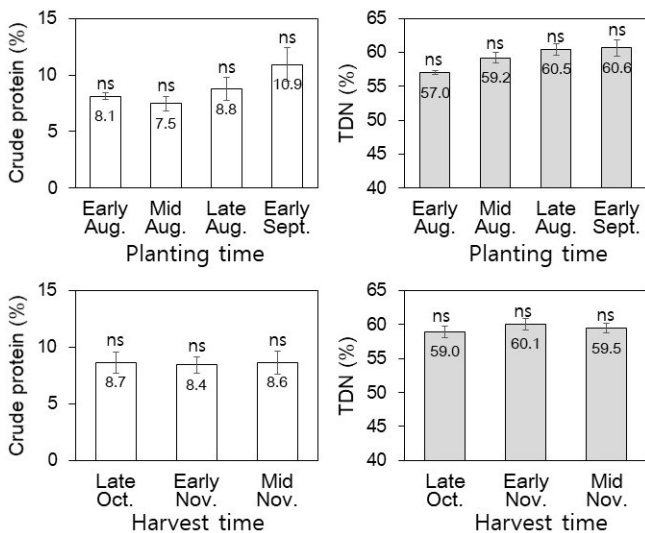 Crude protein (%)
15
10
5
0
ns
8.1
ns
7.5
ns
8.8
ns
10.9
Early Aug.
Mid Aug.
Late Aug.
Early Sept.
Planting time
TDN (%)
65
60
55
50
45
40
ns
57.0
ns
59.2
ns
60.5
ns
60.6
Early Aug.
Mid Aug.
Late Aug.
Early Sept.
Planting time
Crude protein (%)
15
10
5
0
ns
8.7
ns
8.4
ns
8.6
Late Oct.
Early Nov.
Mid Nov.
Harvest time
TDN (%)
65
60
55
50
45
40
ns
59.0
ns
60.1
ns
59.5
Late Oct.
Early Nov.
Mid Nov.
Harvest time